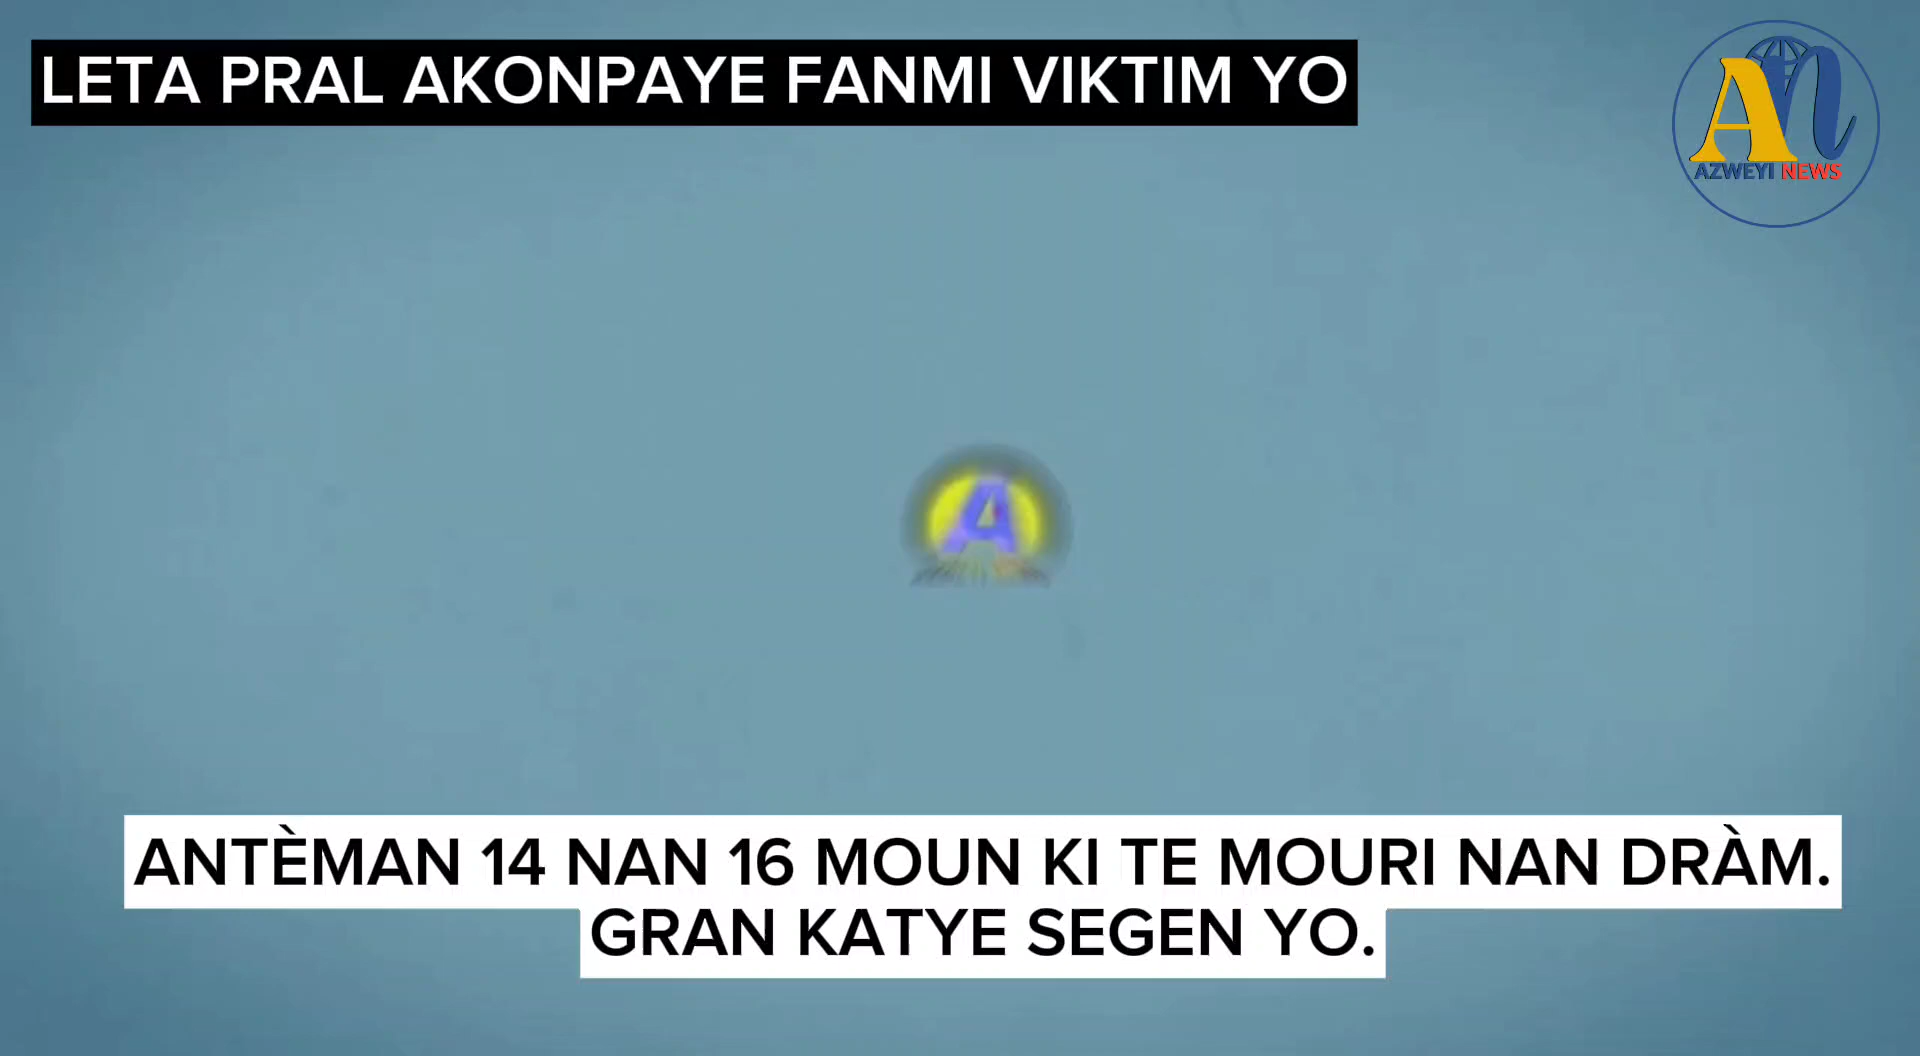 LETA PRAL AKONPAYE FANMI VIKTIM YO
AZWEYI NEWS
A
ANTÈMAN 14 NAN 16 MOUN KI TE MOURI NAN DRÀM.
GRAN KATYE SEGEN YO.